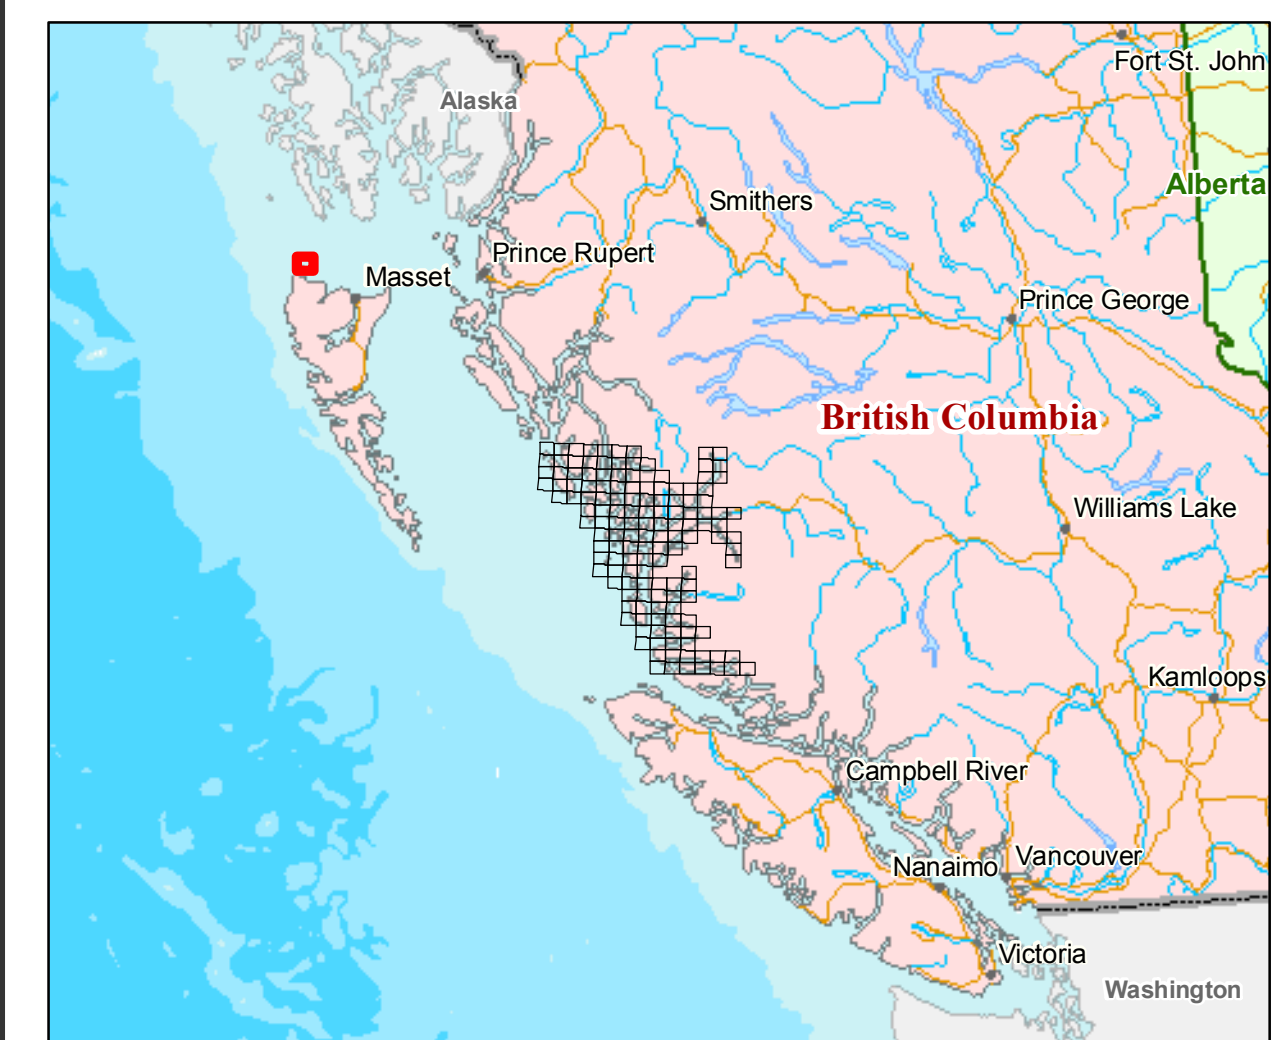 Fort St. John
Alaska
Alberta
Smithers
Prince Rupert
Masset
Prince George
British Columbia
Williams Lake
Kamloops
Campbell River
Vancouver
Nanaimo
Victoria
Washington